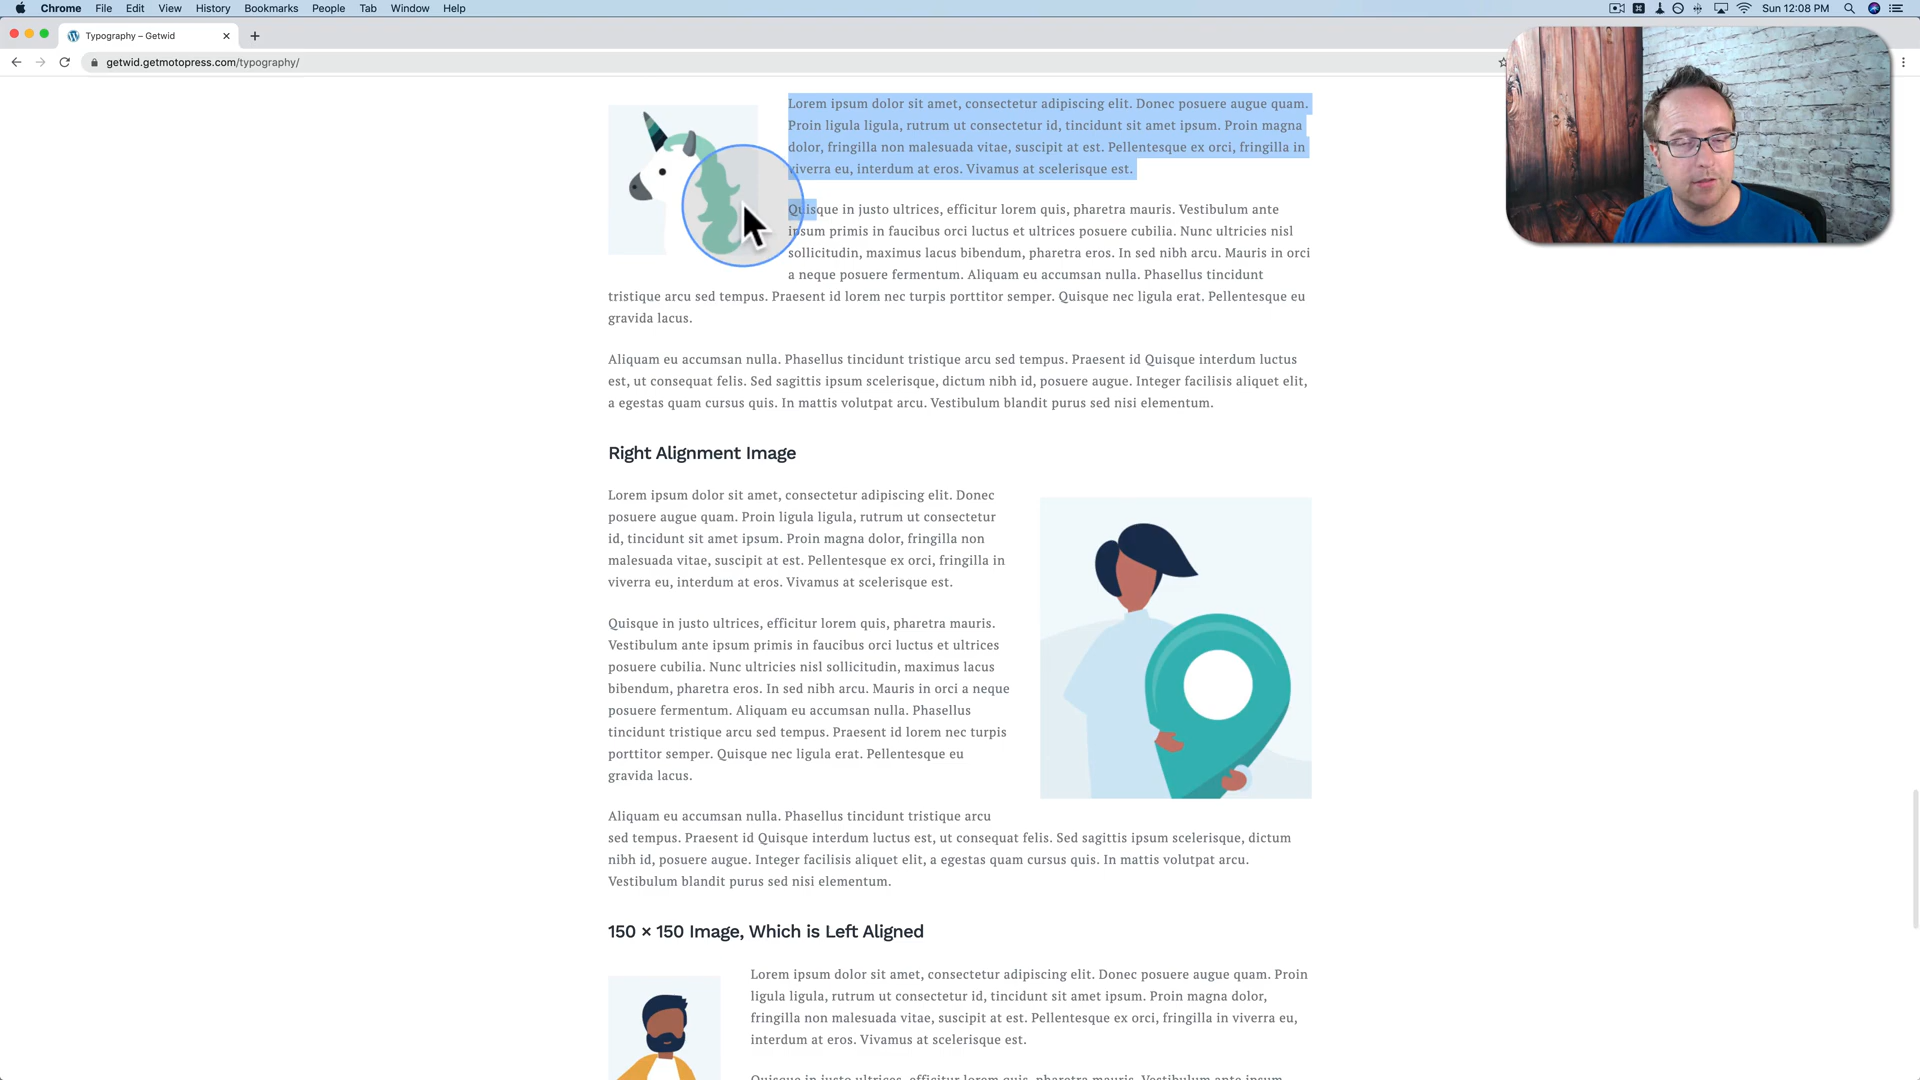 Chrome File Edit View History Bookmarks People Tab Window Help
Sun 12:08 PM
Typography – Getwid
getwid.getmotopress.com/typography/
Lorem ipsum dolor sit amet, consectetur adipiscing elit. Donec posuere augue quam.
Proin ligula ligula, rutrum ut consectetur id, tincidunt sit amet ipsum. Proin magna
dolor, fringilla non malesuada vitae, suscipit at est. Pellentesque ex orci, fringilla in
viverra eu, interdum at eros. Vivamus at scelerisque est.
Quisque in justo ultrices, efficitur lorem quis, pharetra mauris. Vestibulum ante
ipsum primis in faucibus orci luctus et ultrices posuere cubilia. Nunc ultricies nisl
sollicitudin, maximus lacus bibendum, pharetra eros. In sed nibh arcu. Mauris in orci
a neque posuere fermentum. Aliquam eu accumsan nulla. Phasellus tincidunt
tristique arcu sed tempus. Praesent id lorem nec turpis porttitor semper. Quisque nec ligula erat. Pellentesque eu
gravida lacus.
Aliquam eu accumsan nulla. Phasellus tincidunt tristique arcu sed tempus. Praesent id Quisque interdum luctus
est, ut consequat felis. Sed sagittis ipsum scelerisque, dictum nibh id, posuere augue. Integer facilisis aliquet elit,
a egestas quam cursus quis. In mattis volutpat arcu. Vestibulum blandit purus sed nisi elementum.
Right Alignment Image
Lorem ipsum dolor sit amet, consectetur adipiscing elit. Donec
posuere augue quam. Proin ligula ligula, rutrum ut consectetur
id, tincidunt sit amet ipsum. Proin magna dolor, fringilla non
malesuada vitae, suscipit at est. Pellentesque ex orci, fringilla in
viverra eu, interdum at eros. Vivamus at scelerisque est.
Quisque in justo ultrices, efficitur lorem quis, pharetra mauris.
Vestibulum ante ipsum primis in faucibus orci luctus et ultrices
posuere cubilia. Nunc ultricies nisl sollicitudin, maximus lacus
bibendum, pharetra eros. In sed nibh arcu. Mauris in orci a neque
posuere fermentum. Aliquam eu accumsan nulla. Phasellus
tincidunt tristique arcu sed tempus. Praesent id lorem nec turpis
porttitor semper. Quisque nec ligula erat. Pellentesque eu
gravida lacus.
Aliquam eu accumsan nulla. Phasellus tincidunt tristique arcu
sed tempus. Praesent id Quisque interdum luctus est, ut consequat felis. Sed sagittis ipsum scelerisque, dictum
nibh id, posuere augue. Integer facilisis aliquet elit, a egestas quam cursus quis. In mattis volutpat arcu.
Vestibulum blandit purus sed nisi elementum.
150 × 150 Image, Which is Left Aligned
Lorem ipsum dolor sit amet, consectetur adipiscing elit. Donec posuere augue quam. Proin
ligula ligula, rutrum ut consectetur id, tincidunt sit amet ipsum. Proin magna dolor,
fringilla non malesuada vitae, suscipit at est. Pellentesque ex orci, fringilla in viverra eu,
interdum at eros. Vivamus at scelerisque est.
Quisque in justo ultrices, efficitur lorem quis, pharetra mauris. Vestibulum ante ipsum